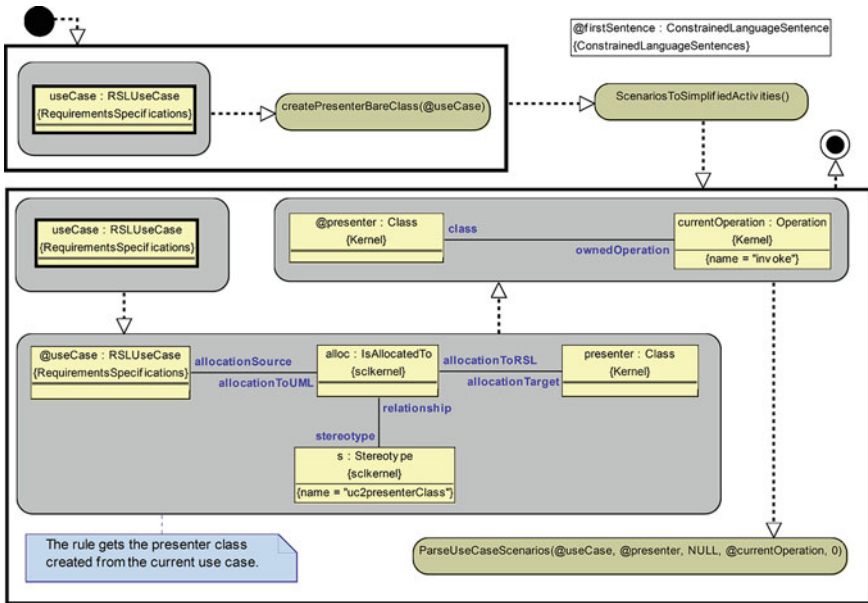 @firstSentence : ConstrainedLanguageSentence
{ConstrainedLanguageSentences}
useCase : RSLUseCase
{RequirementsSpecifications}
createPresenterBareClass(@useCase)
ScenariosToSimplifiedActivities()
useCase : RSLUseCase
{RequirementsSpecifications}
@presenter : Class
{Kernel}
class
ownedOperation
currentOperation : Operation
{Kernel}
{name = "invoke"}
@useCase : RSLUseCase
{RequirementsSpecifications}
allocationSource
allocationToUML
alloc : IsAllocatedTo
{sclkernel}
allocationToRSL
allocationTarget
presenter : Class
{Kernel}
relationship
stereotype
s : Stereotype
{sclkernel}
{name = "uc2presenterClass"}
The rule gets the presenter class
created from the current use case.
ParseUseCaseScenarios(@useCase, @presenter, NULL, @currentOperation, 0)